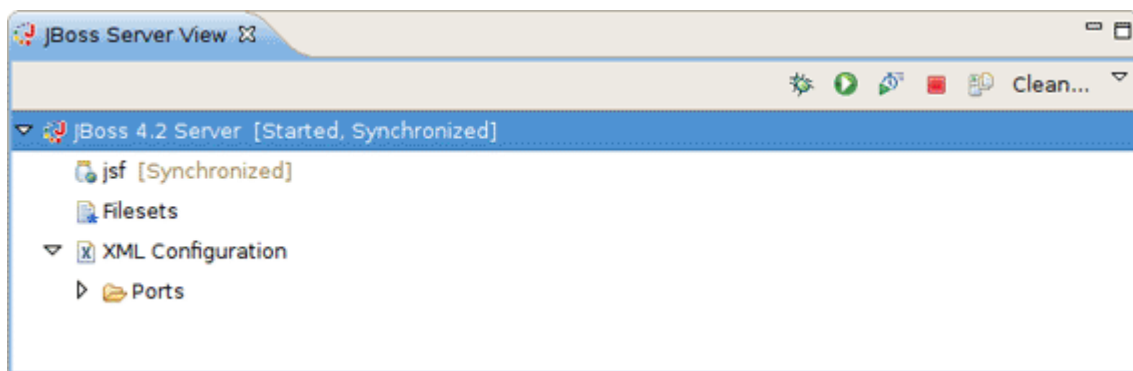 JBoss Server View
Clean...
JBoss 4.2 Server [Started, Synchronized]
jsf [Synchronized]
Filesets
XML Configuration
Ports